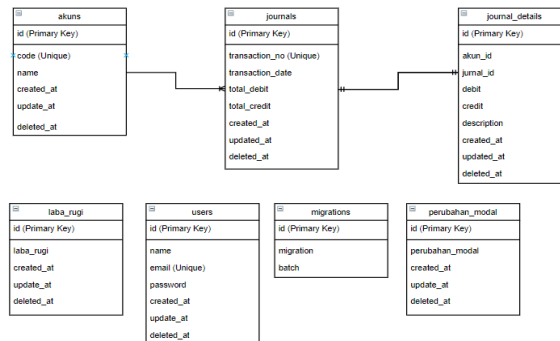 akuns
id (Primary Key)
code (Unique)
name
created_at
update_at
deleted_at
journals
id (Primary Key)
transaction_no (Unique)
transaction_date
total_debit
total_credit
created_at
updated_at
deleted_at
journal_details
id (Primary Key)
akun_id
jurnal_id
debit
credit
description
created_at
updated_at
deleted_at
laba_rugi
id (Primary Key)
laba_rugi
created_at
update_at
deleted_at
users
id (Primary Key)
name
email (Unique)
password
created_at
update_at
deleted_at
migrations
id (Primary Key)
migration
batch
perubahan_modal
id (Primary Key)
perubahan_modal
created_at
update_at
deleted_at